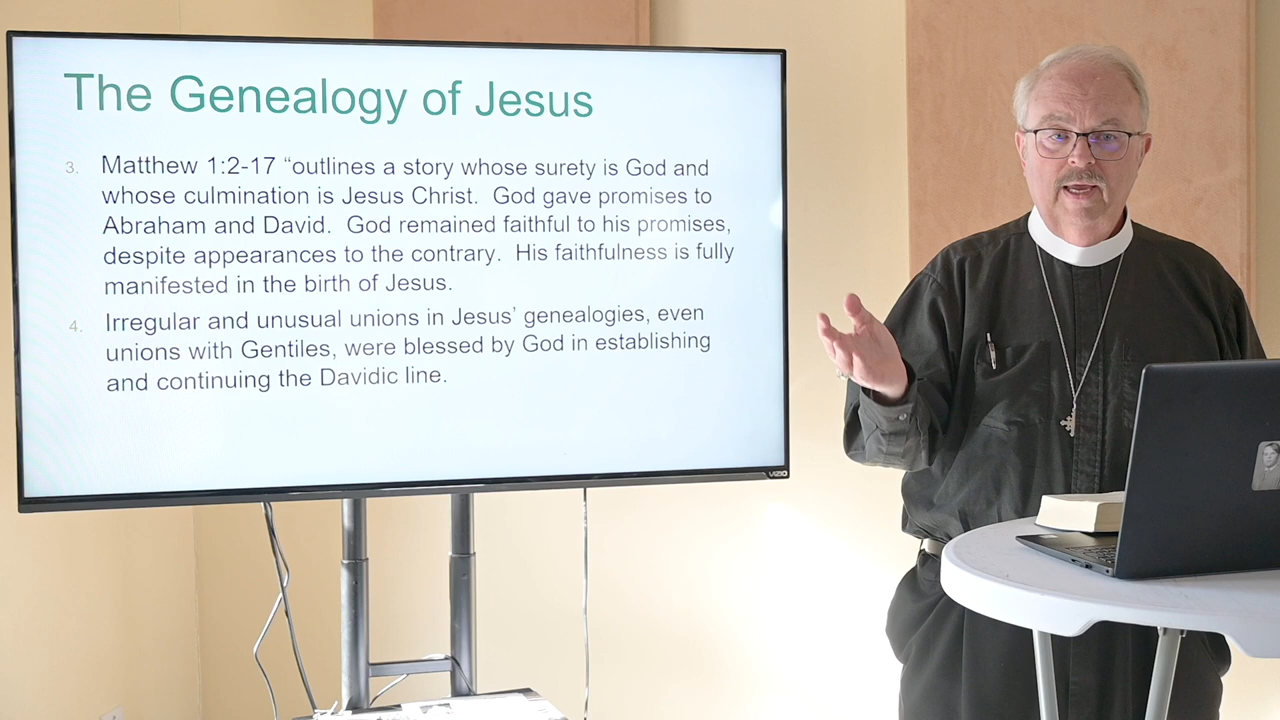 The Genealogy of Jesus
3. Matthew 1:2-17 “outlines a story whose surety is God and
whose culmination is Jesus Christ. God gave promises to
Abraham and David. God remained faithful to his promises,
despite appearances to the contrary. His faithfulness is fully
manifested in the birth of Jesus.
4. Irregular and unusual unions in Jesus’ genealogies, even
unions with Gentiles, were blessed by God in establishing
and continuing the Davidic line.
VIZIO